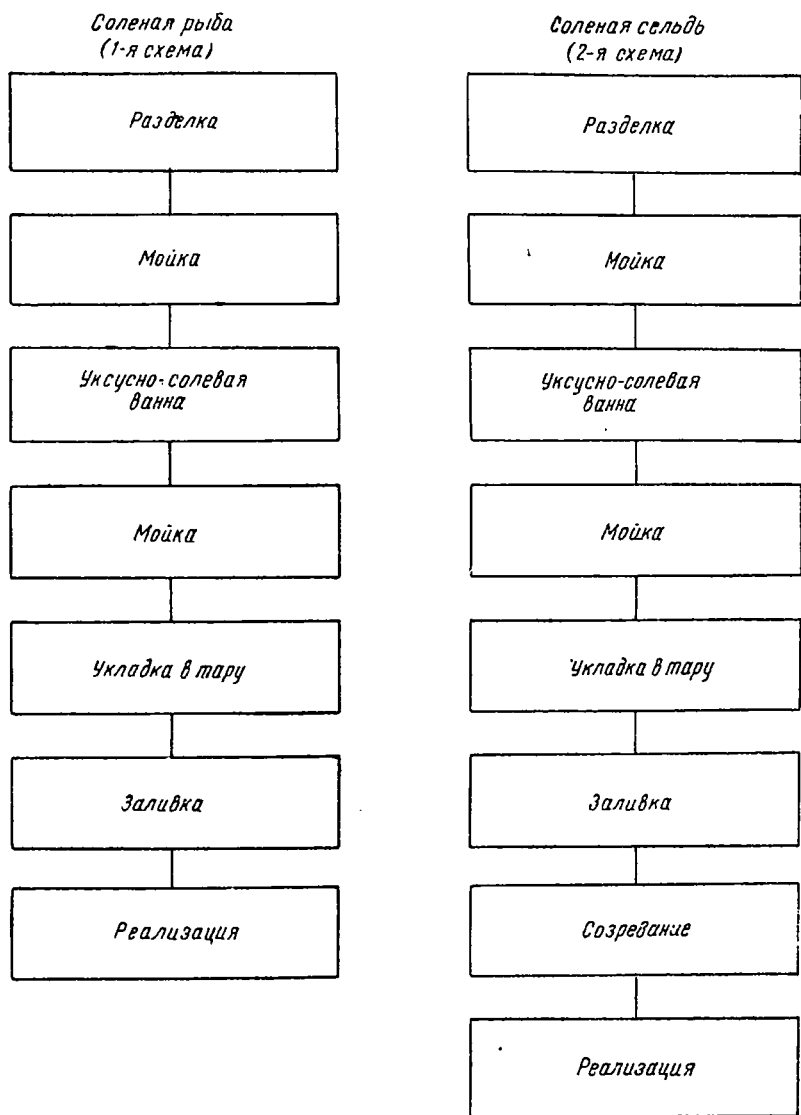 Соленая рыба
(1-я схема)
Разделка
Мойка
Уксусно-солевая
ванна
Мойка
Укладка в тару
Заливка
Реализация
Соленая сельдь
(2-я схема)
Разделка
Мойка
Уксусно-солевая
ванна
Мойка
Укладка в тару
Заливка
Созредание
Реализация